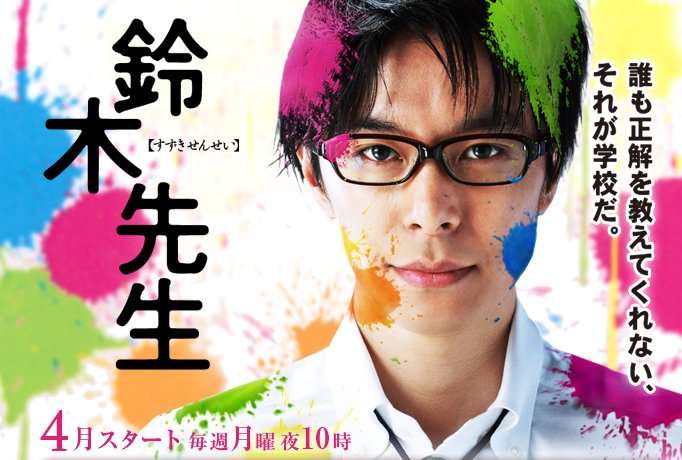 鈴木先生
【すずきせんせい】
誰も正解を教えてくれない、
それが学校だ。
4月スタート 毎週月曜 夜10時